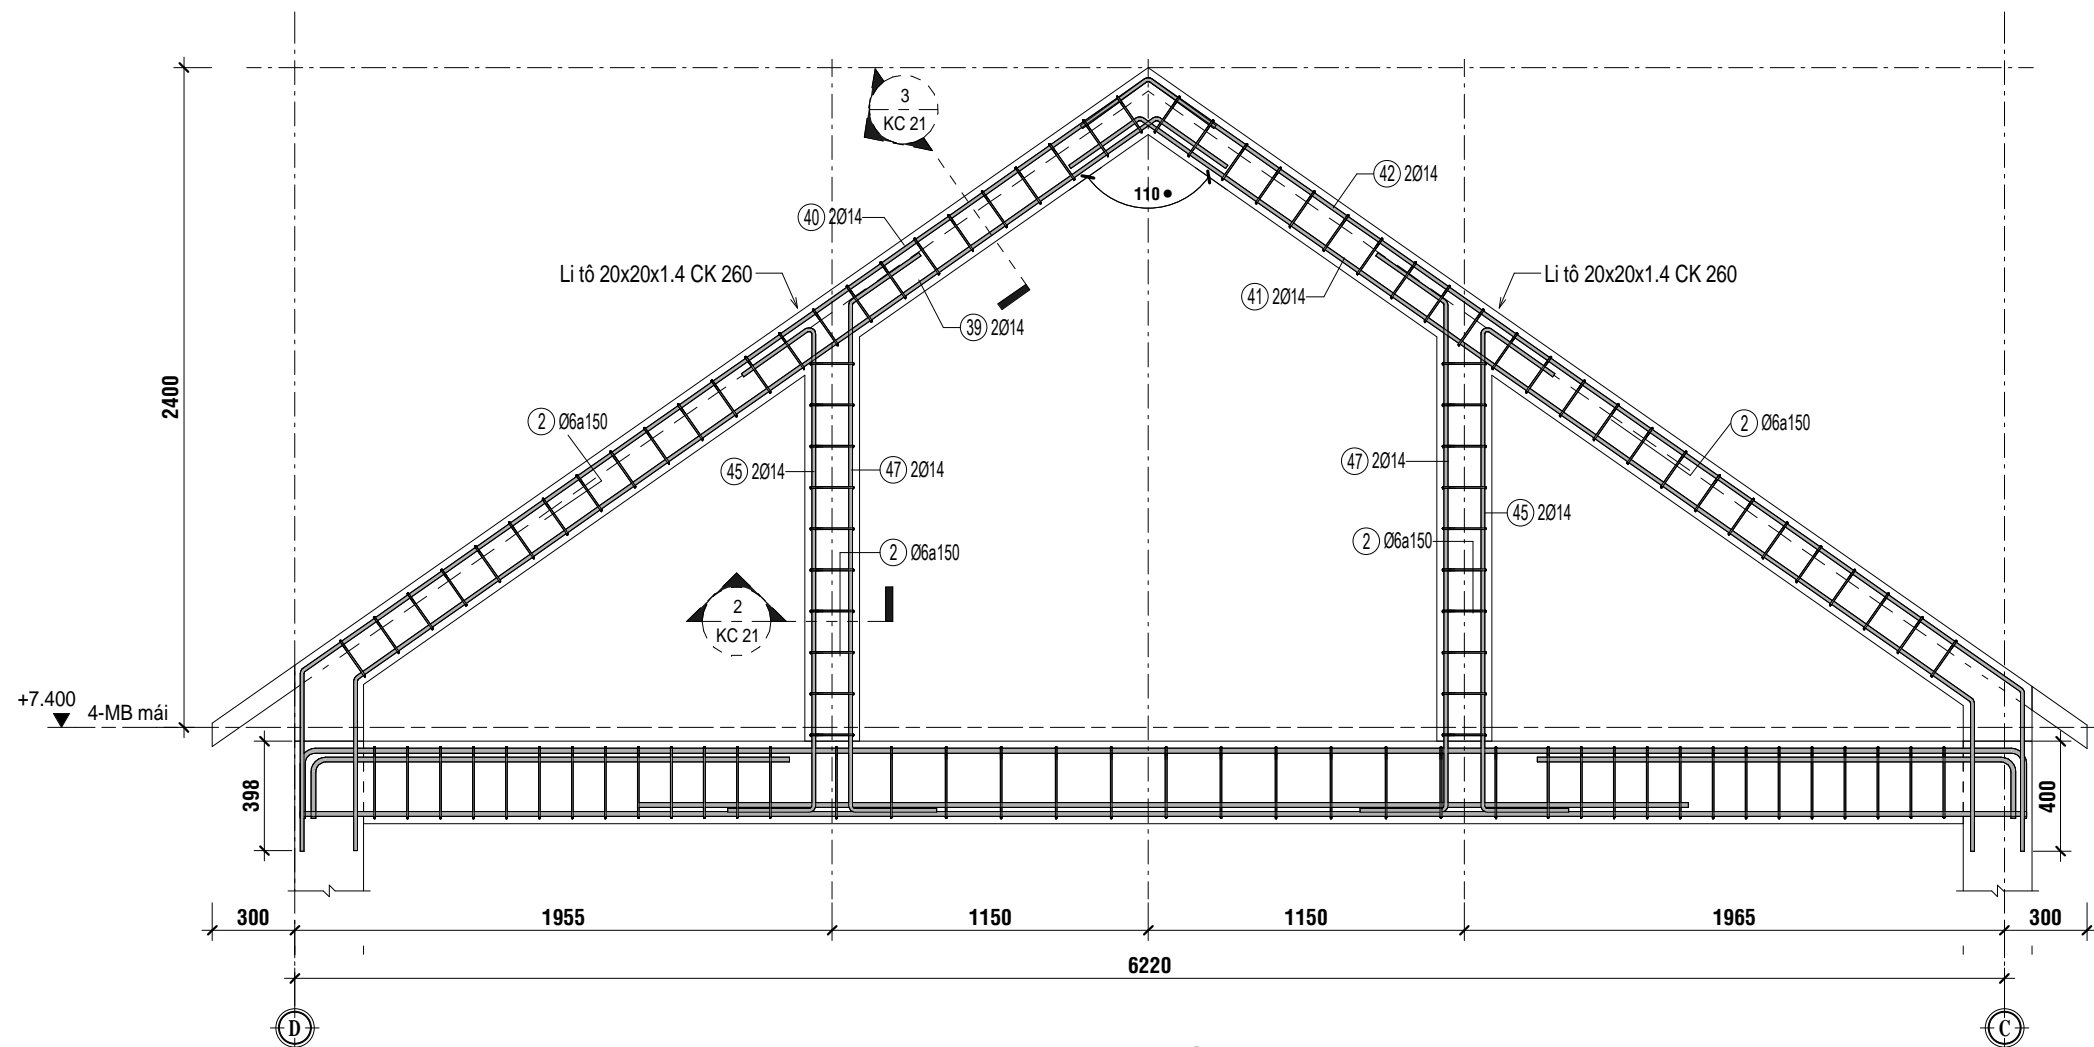 3
KC 21
42 2Ø14
110
40 2Ø14
Li tô 20x20x1.4 CK 260
Li tô 20x20x1.4 CK 260
41 2Ø14
39 2Ø14
2400
2 Ø6a150
2 Ø6a150
45 2Ø14
47 2Ø14
47 2Ø14
45 2Ø14
2 Ø6a150
2 Ø6a150
2
KC 21
+7.400
4-MB mái
398
400
300
1955
1150
1150
1965
300
6220
D
C